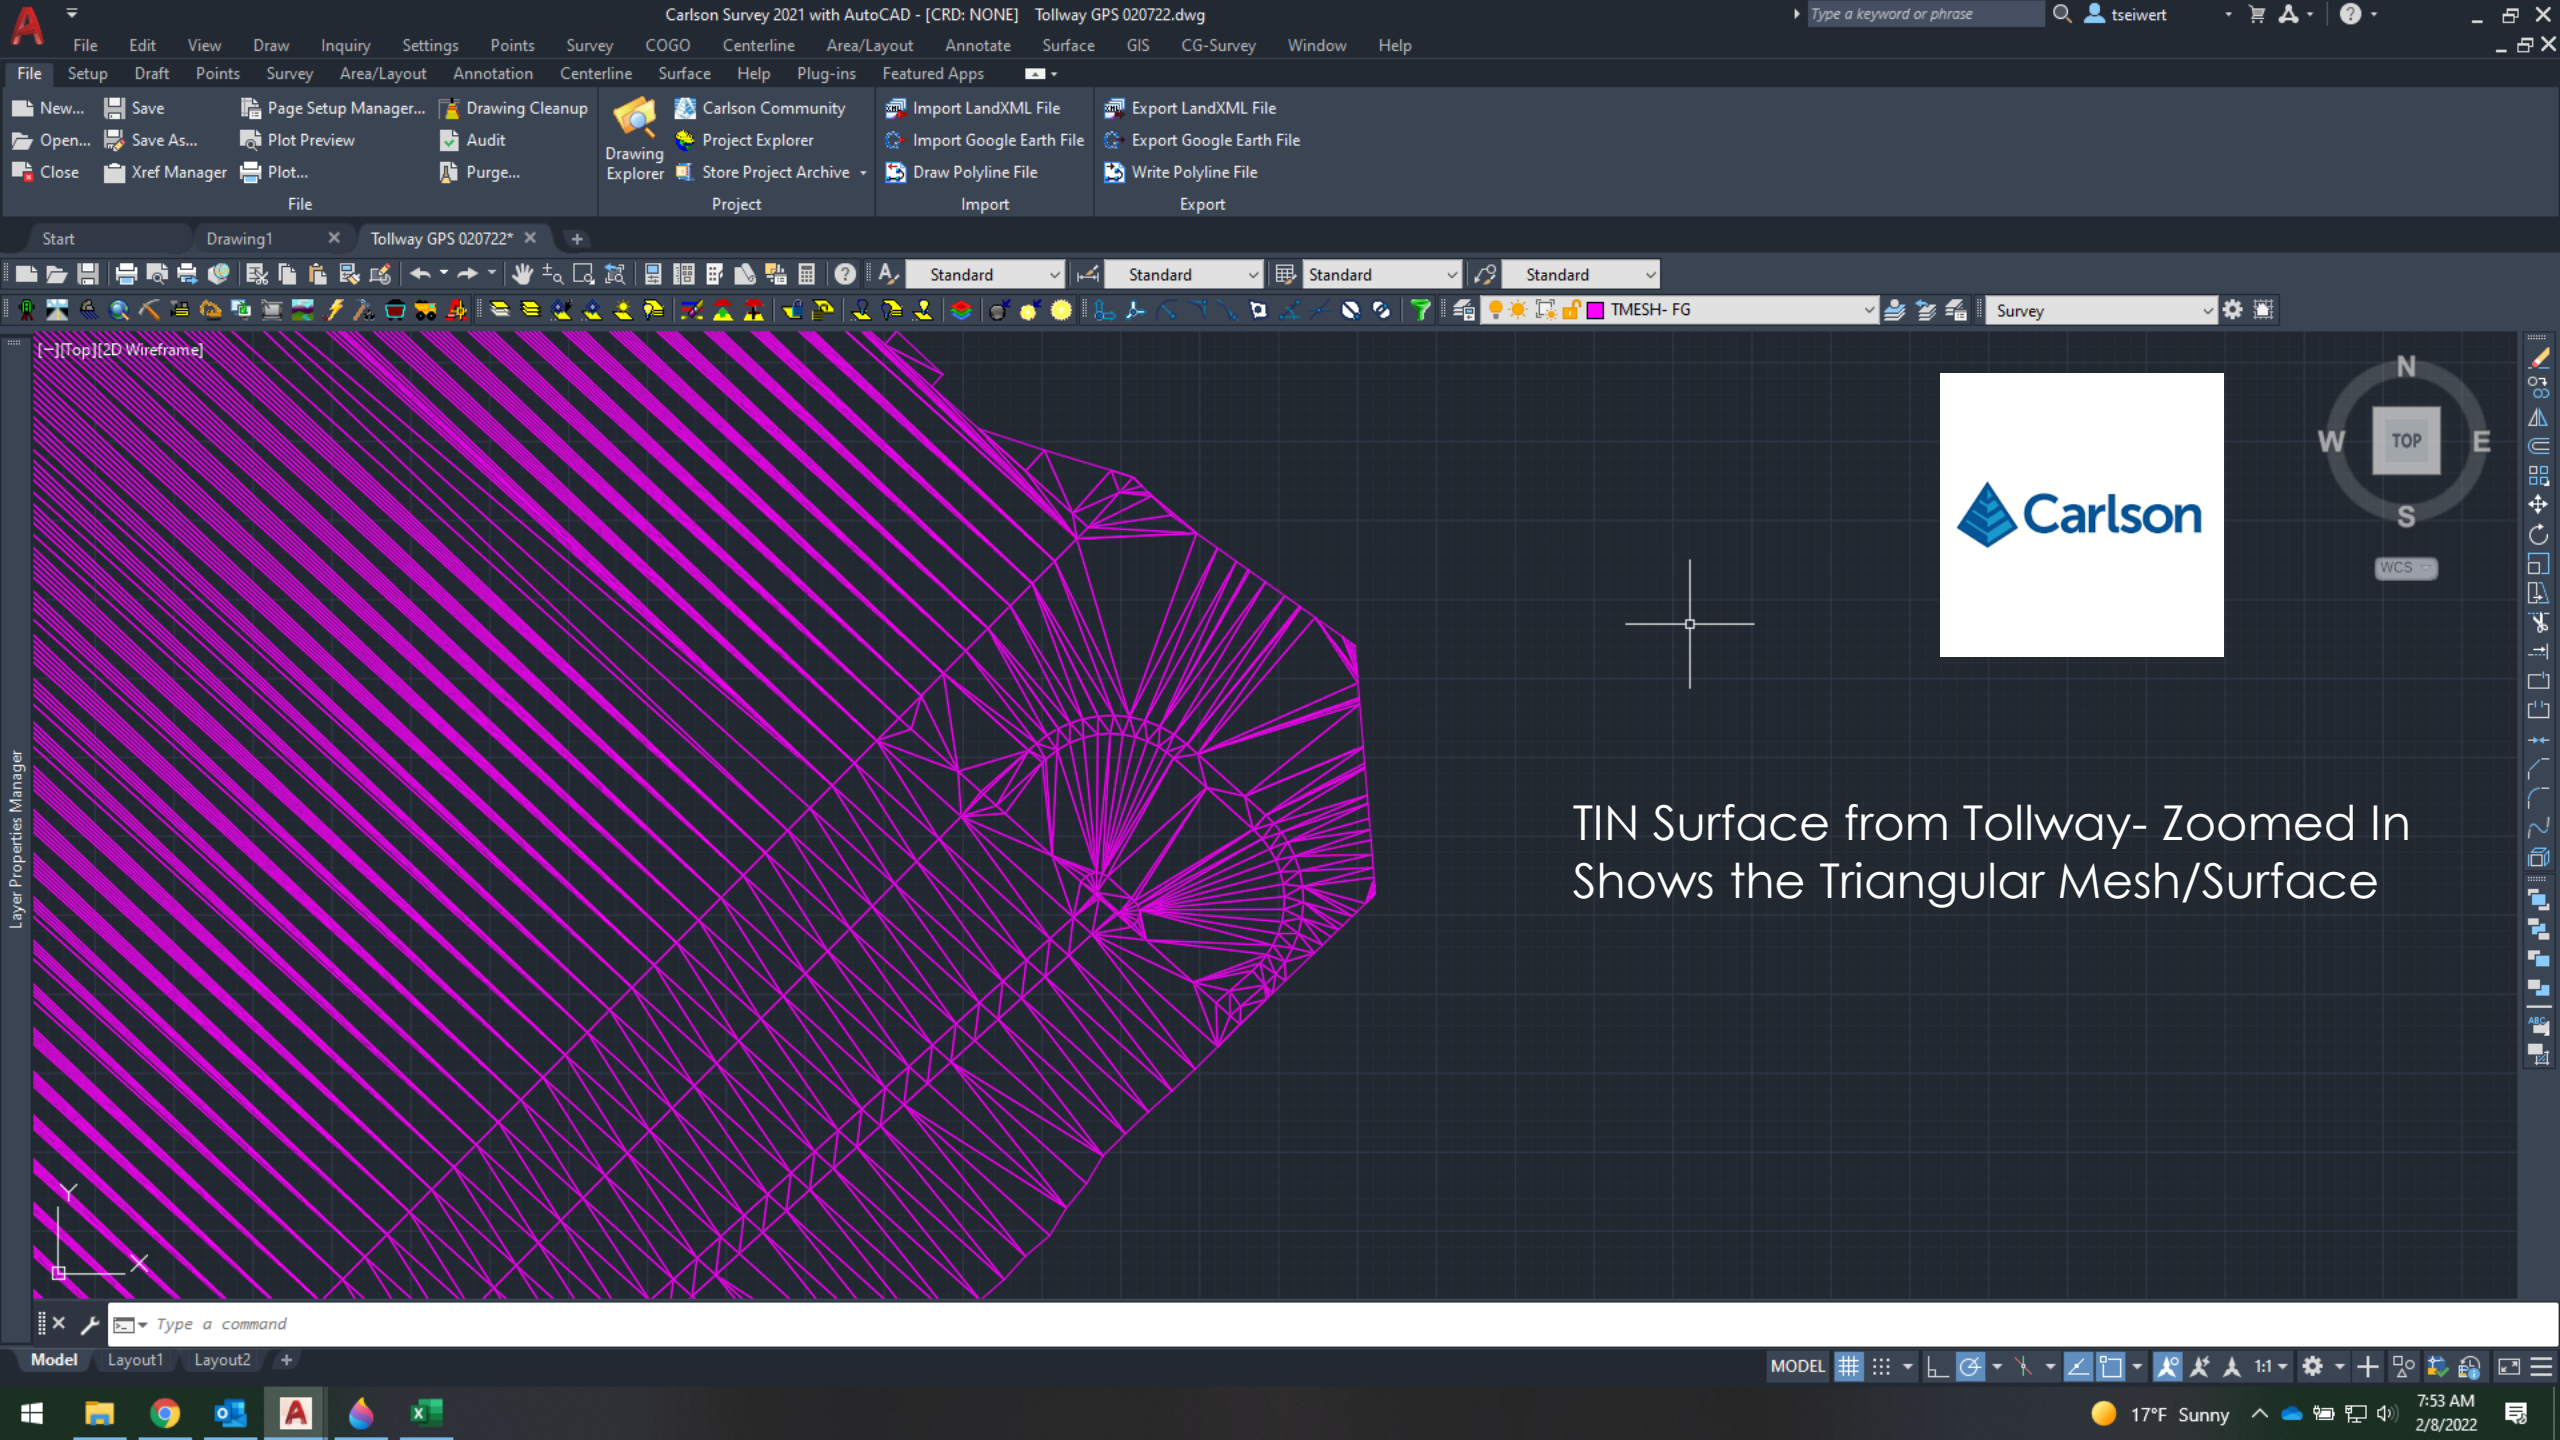 Carlson Survey 2021 with AutoCAD - [CRD: NONE] Tollway GPS 020722.dwg
Type a keyword or phrase
tseiwert
File Edit View Draw Inquiry Settings Points Survey COGO Centerline Area/Layout Annotate Surface GIS CG-Survey Window Help
File Setup Draft Points Survey Area/Layout Annotation Centerline Surface Help Plug-ins Featured Apps
New... Save Page Setup Manager... Drawing Cleanup Carlson Community Import LandXML File Export LandXML File
Open... Save As... Plot Preview Audit Project Explorer Import Google Earth File Export Google Earth File
Drawing
Close Xref Manager Plot... Purge... Explorer Store Project Archive Draw Polyline File Write Polyline File
File Project Import Export
Start Drawing1 Tollway GPS 020722*
Standard Standard Standard Standard
TMESH- FG Survey
[−][Top][2D Wireframe]
N
W TOP E
S
WCS
Carlson
TIN Surface from Tollway- Zoomed In
Shows the Triangular Mesh/Surface
Layer Properties Manager
Y
X
Type a command
Model Layout1 Layout2
MODEL 1:1
17°F Sunny
7:53 AM
2/8/2022